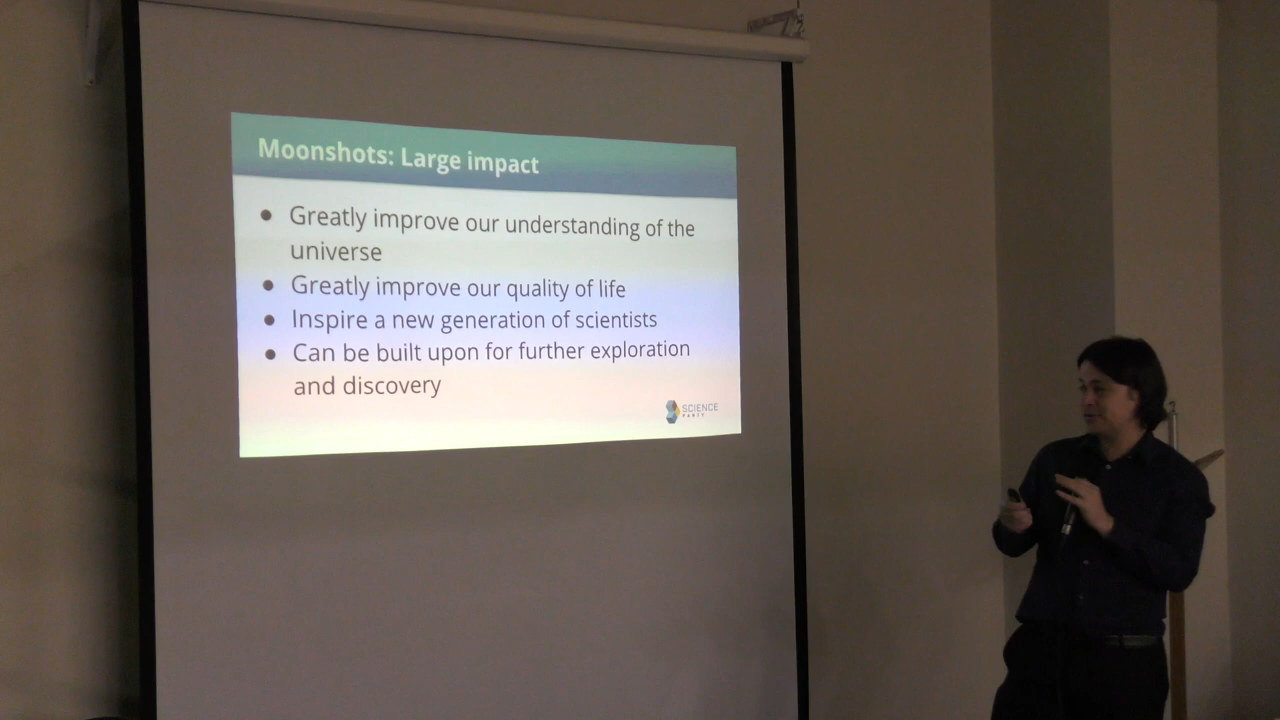 Moonshots: Large impact
● Greatly improve our understanding of the
universe
● Greatly improve our quality of life
● Inspire a new generation of scientists
● Can be built upon for further exploration
and discovery
SCIENCE
PARTY